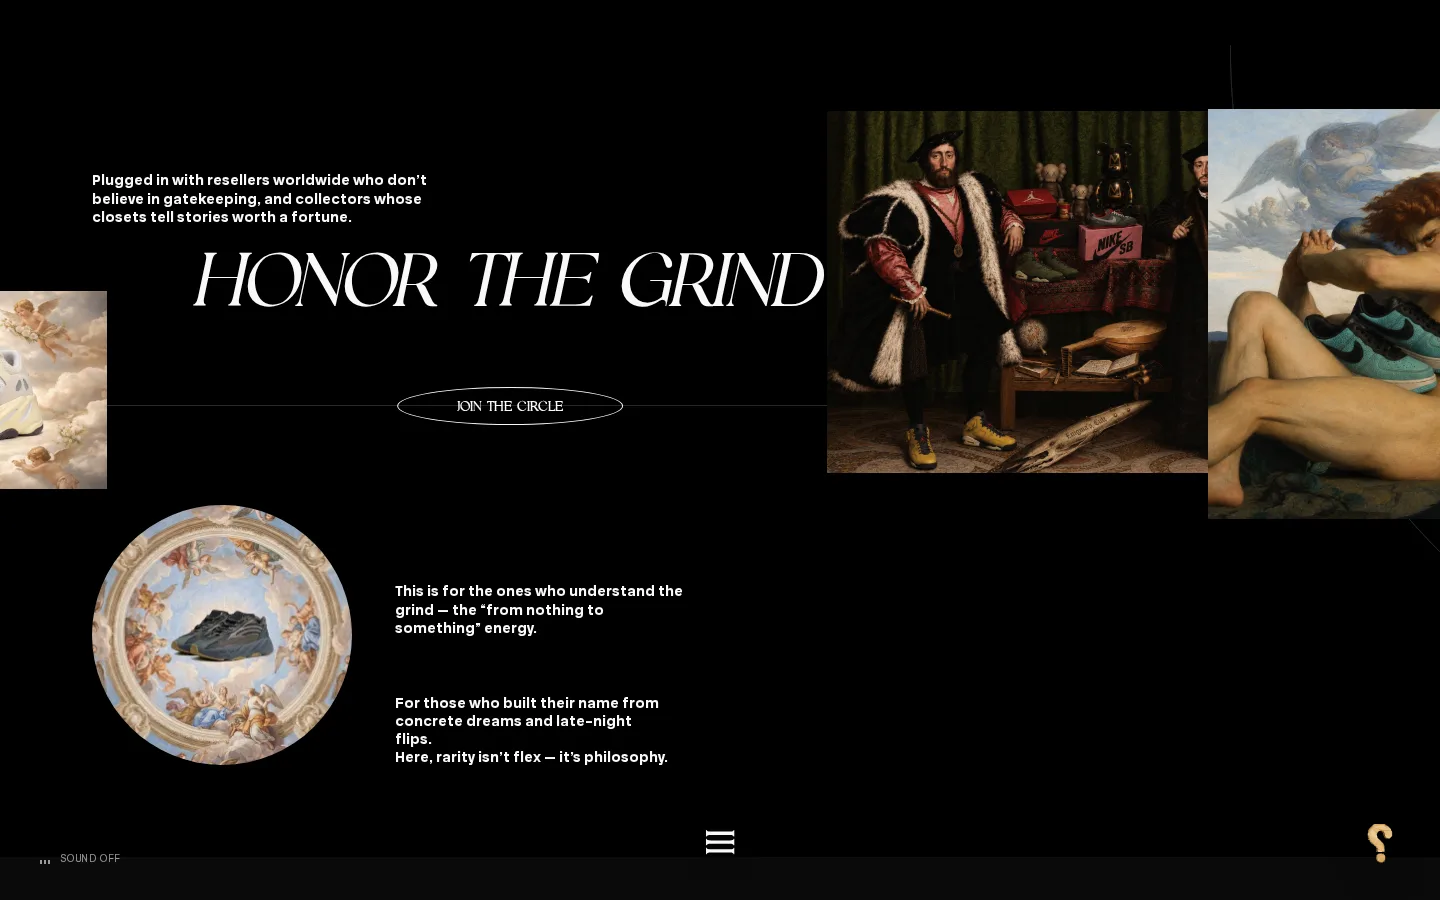 Plugged in with resellers worldwide who don’t
believe in gatekeeping, and collectors whose
closets tell stories worth a fortune.
HONOR THE GRIND
NIKE
SB
JOIN THE CIRCLE
This is for the ones who understand the
grind — the “from nothing to
something” energy.
For those who built their name from
concrete dreams and late-night
flips.
Here, rarity isn’t flex — it’s philosophy.
SOUND OFF